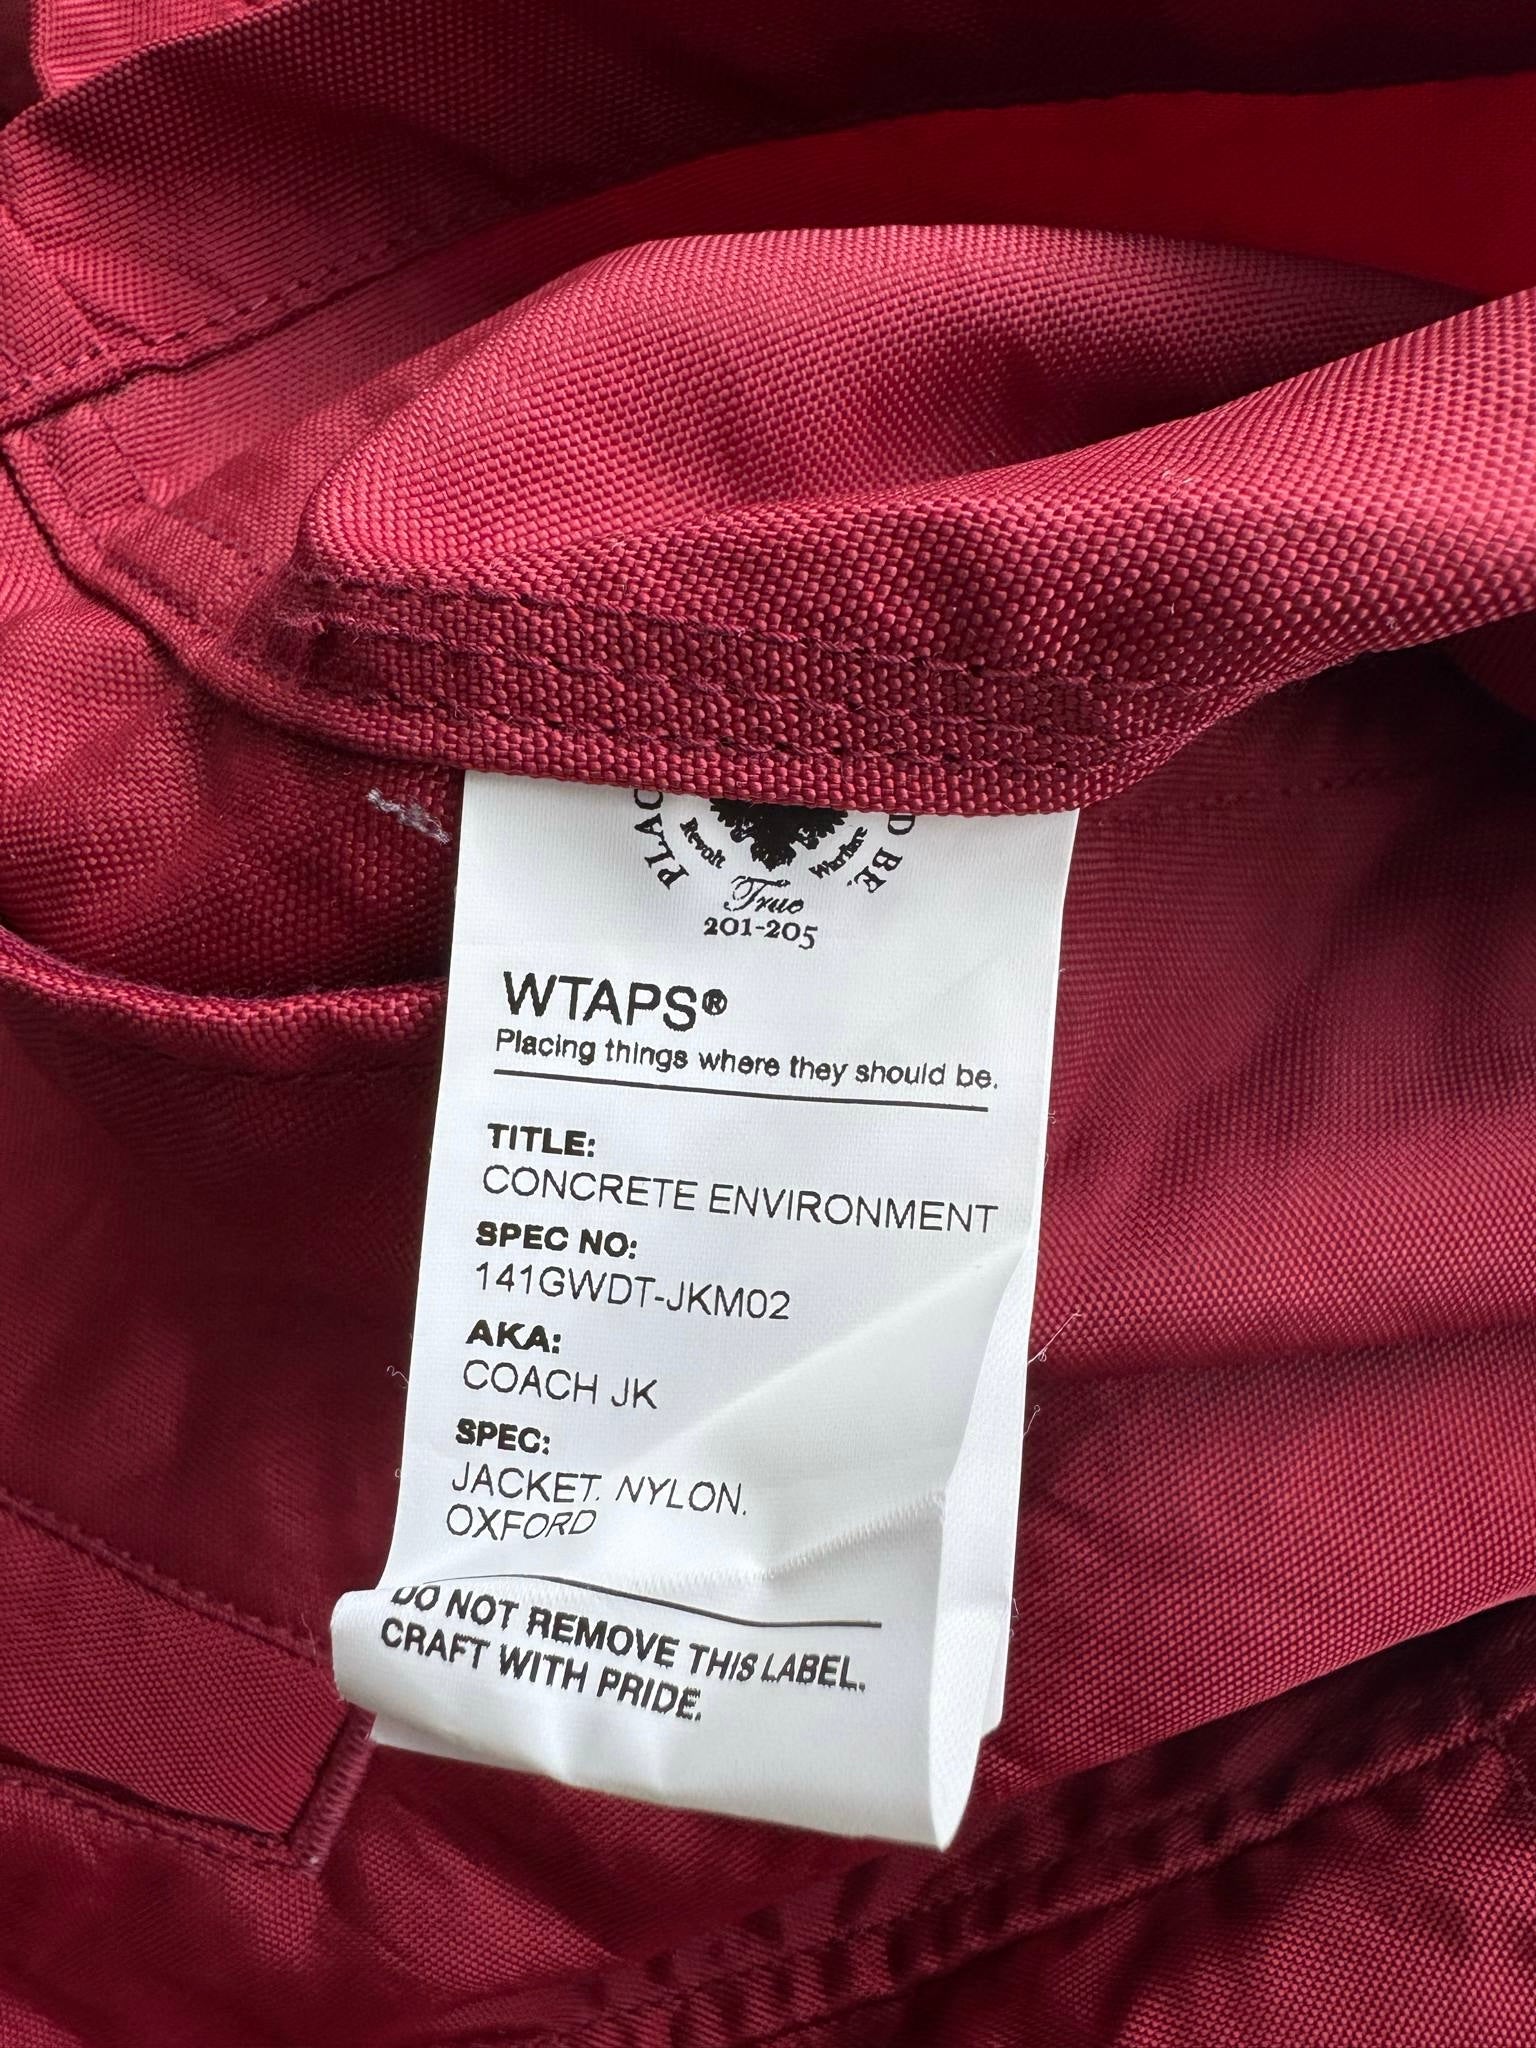 Revolt
Warfare
True
201-205
WTAPS®
Placing things where they should be.
TITLE:
CONCRETE ENVIRONMENT
SPEC NO:
141GWDT-JKM02
AKA:
COACH JK
SPEC:
JACKET. NYLON.
OXFORD
DO NOT REMOVE THIS LABEL.
CRAFT WITH PRIDE.